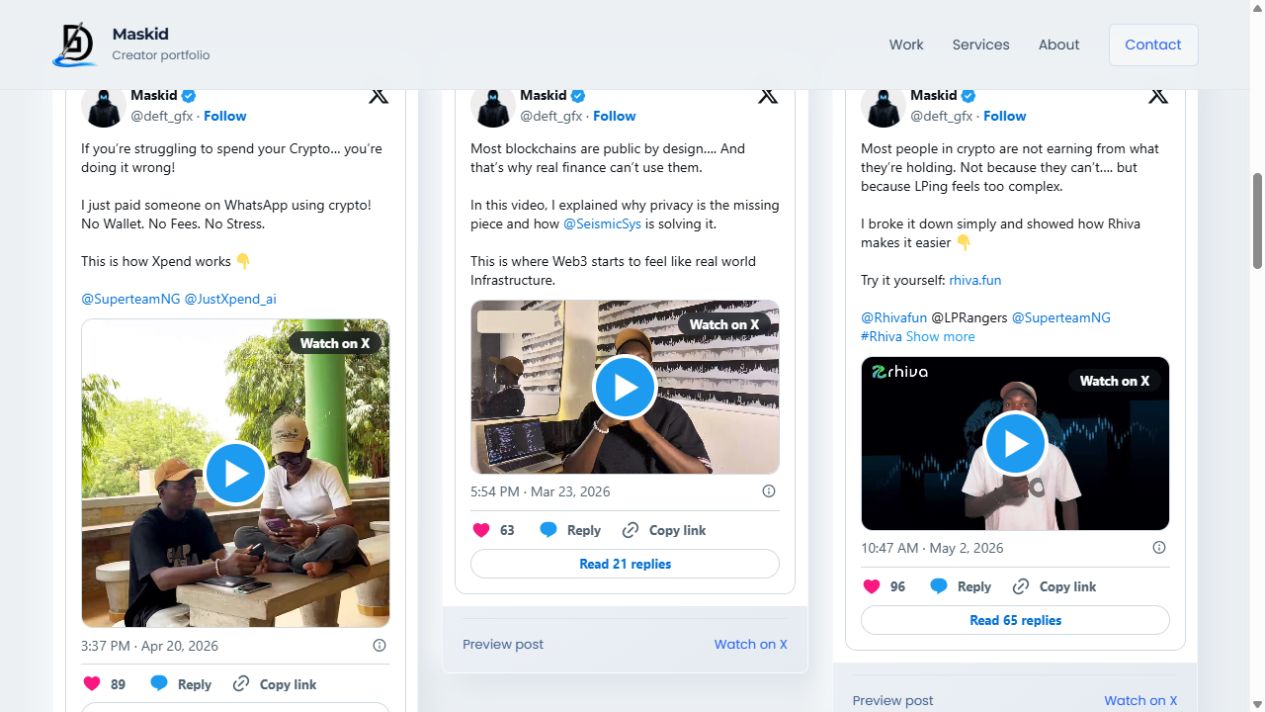 Maskid
Creator portfolio
Work
Services
About
Contact
Maskid
@deft_gfx · Follow
If you’re struggling to spend your Crypto... you’re
doing it wrong!
I just paid someone on WhatsApp using crypto!
No Wallet. No Fees. No Stress.
This is how Xpend works 👇
@SuperteamNG @JustXpend_ai
Watch on X
3:37 PM · Apr 20, 2026
89
Reply
Copy link
Maskid
@deft_gfx · Follow
Most blockchains are public by design.... And
that’s why real finance can’t use them.
In this video, I explained why privacy is the missing
piece and how @SeismicSys is solving it.
This is where Web3 starts to feel like real world
Infrastructure.
Watch on X
5:54 PM · Mar 23, 2026
63
Reply
Copy link
Read 21 replies
Preview post
Watch on X
Maskid
@deft_gfx · Follow
Most people in crypto are not earning from what
they’re holding. Not because they can’t.... but
because LPing feels too complex.
I broke it down simply and showed how Rhiva
makes it easier 👇
Try it yourself: rhiva.fun
@Rhivafun @LPRangers @SuperteamNG
#Rhiva Show more
rhiva
Watch on X
10:47 AM · May 2, 2026
96
Reply
Copy link
Read 65 replies
Preview post
Watch on X